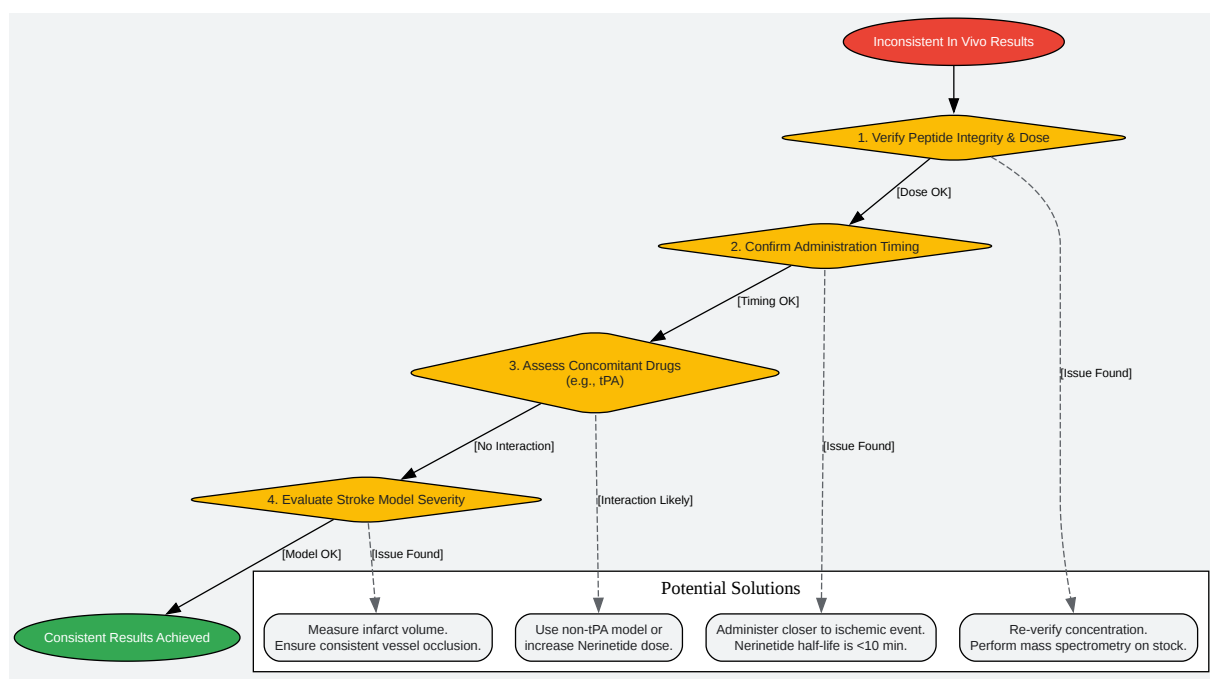 Inconsistent In Vivo Results
1. Verify Peptide Integrity & Dose
[Dose OK]
2. Confirm Administration Timing
[Timing OK]
3. Assess Concomitant Drugs
(e.g., tPA)
[Issue Found]
[No Interaction]
[Issue Found]
4. Evaluate Stroke Model Severity
[Interaction Likely]
[Model OK]
[Issue Found]
Potential Solutions
Consistent Results Achieved
Measure infarct volume.
Ensure consistent vessel occlusion.
Use non-tPA model or
increase Nerinetide dose.
Administer closer to ischemic event.
Nerinetide half-life is <10 min.
Re-verify concentration.
Perform mass spectrometry on stock.